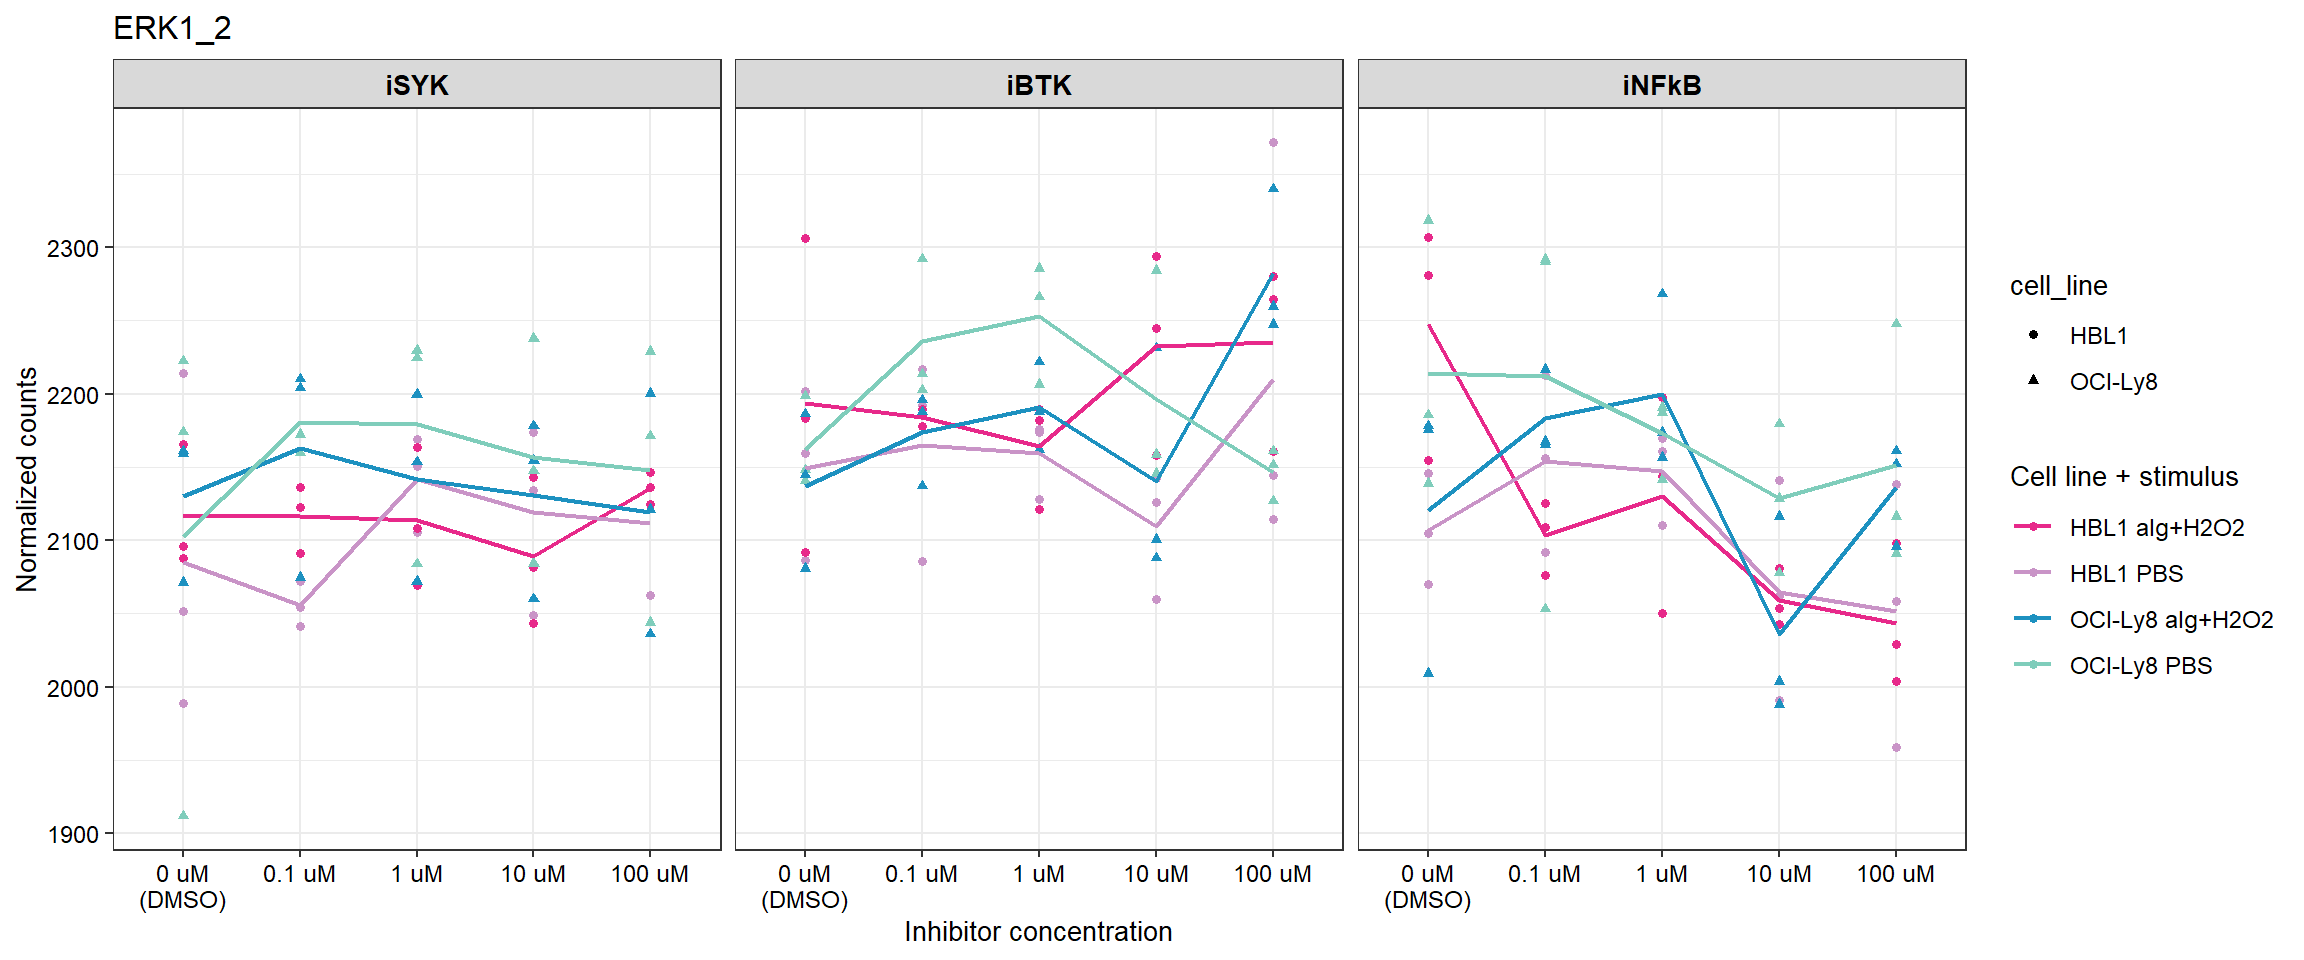 ERK1_2
iSYK
iBTK
iNFkB
Normalized counts
2300
2200
2100
2000
1900
0 uM
(DMSO)
0.1 uM
1 uM
10 uM
100 uM
0 uM
(DMSO)
0.1 uM
1 uM
10 uM
100 uM
0 uM
(DMSO)
0.1 uM
1 uM
10 uM
100 uM
Inhibitor concentration
cell_line
HBL1
OCI-Ly8
Cell line + stimulus
HBL1 aIg+H2O2
HBL1 PBS
OCI-Ly8 aIg+H2O2
OCI-Ly8 PBS